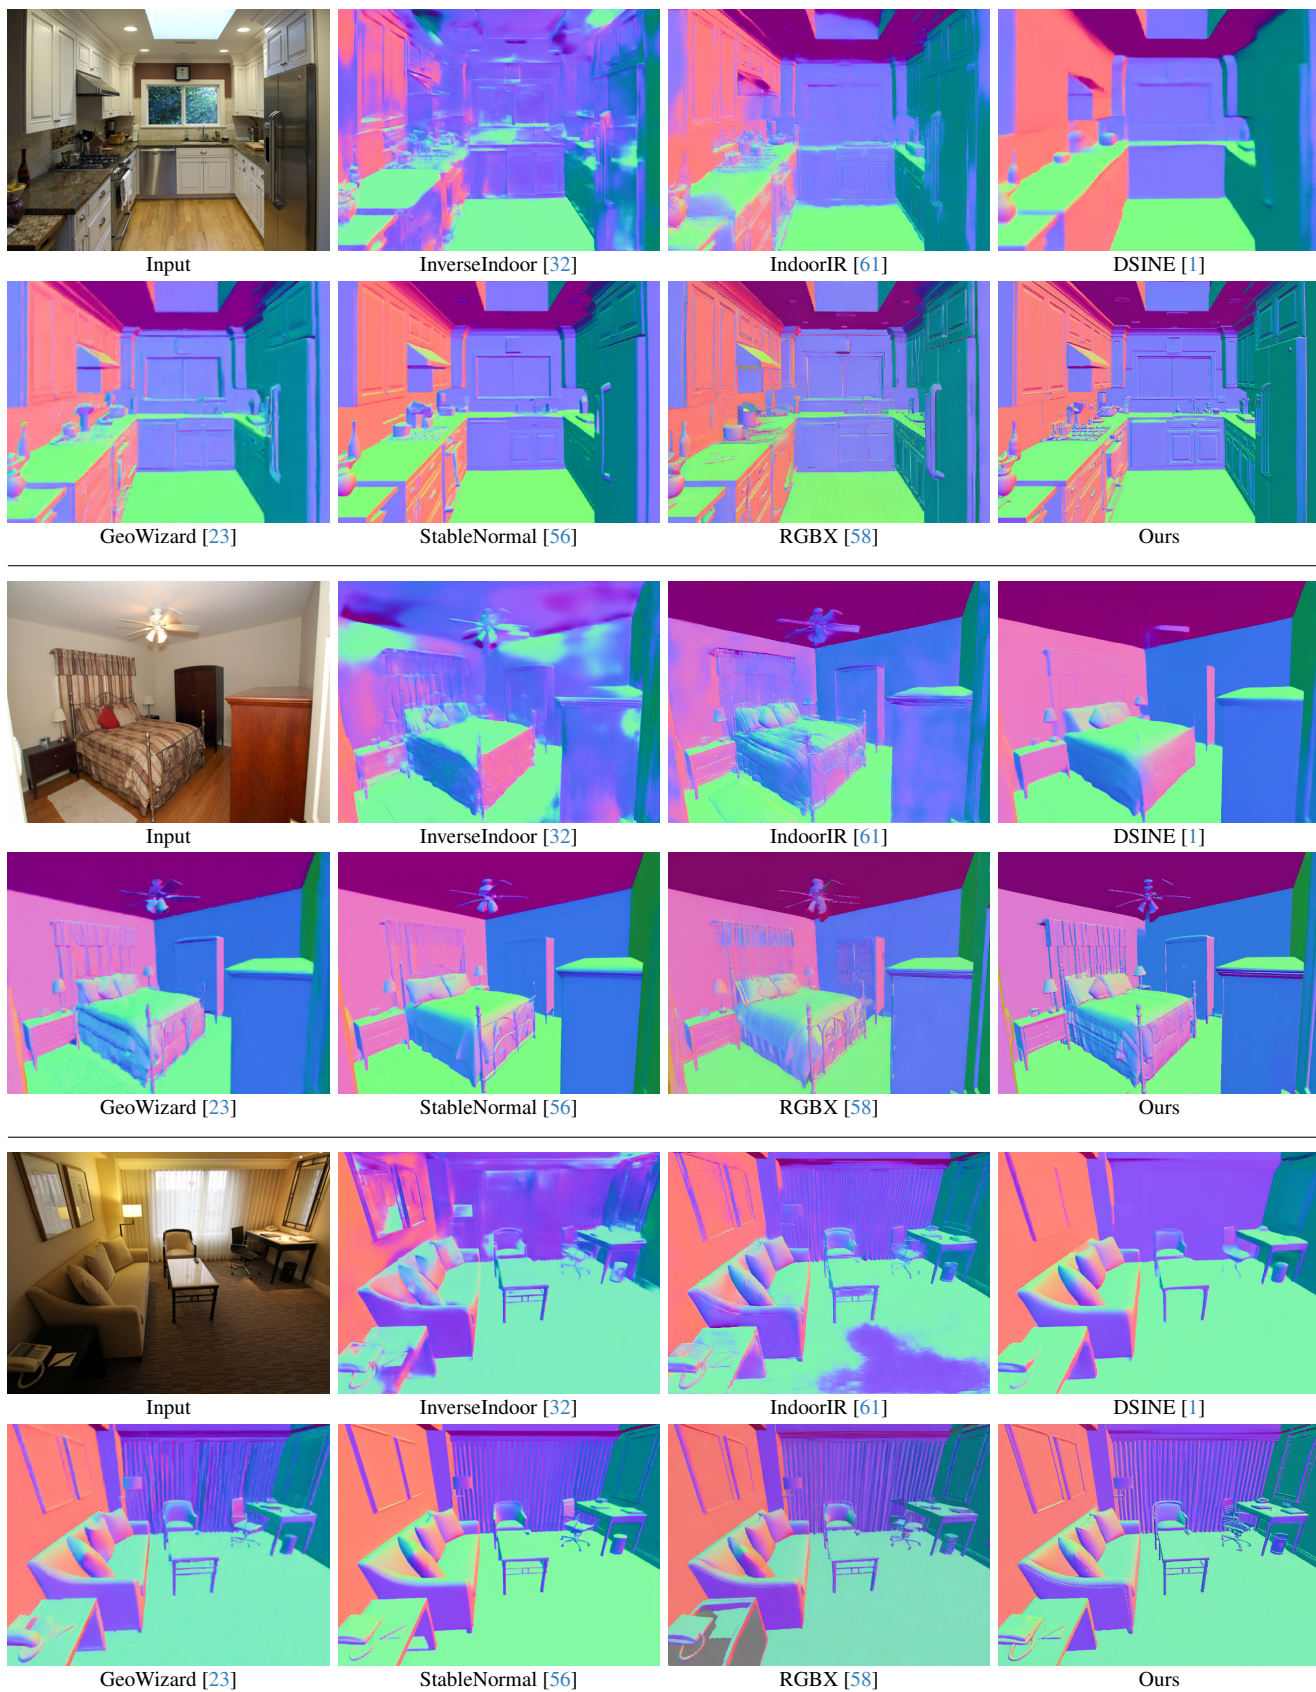 Input InverseIndoor [32] IndoorIR [61] DSINE [1]
GeoWizard [23] StableNormal [56] RGBX [58] Ours
Input InverseIndoor [32] IndoorIR [61] DSINE [1]
GeoWizard [23] StableNormal [56] RGBX [58] Ours
Input InverseIndoor [32] IndoorIR [61] DSINE [1]
GeoWizard [23] StableNormal [56] RGBX [58] Ours